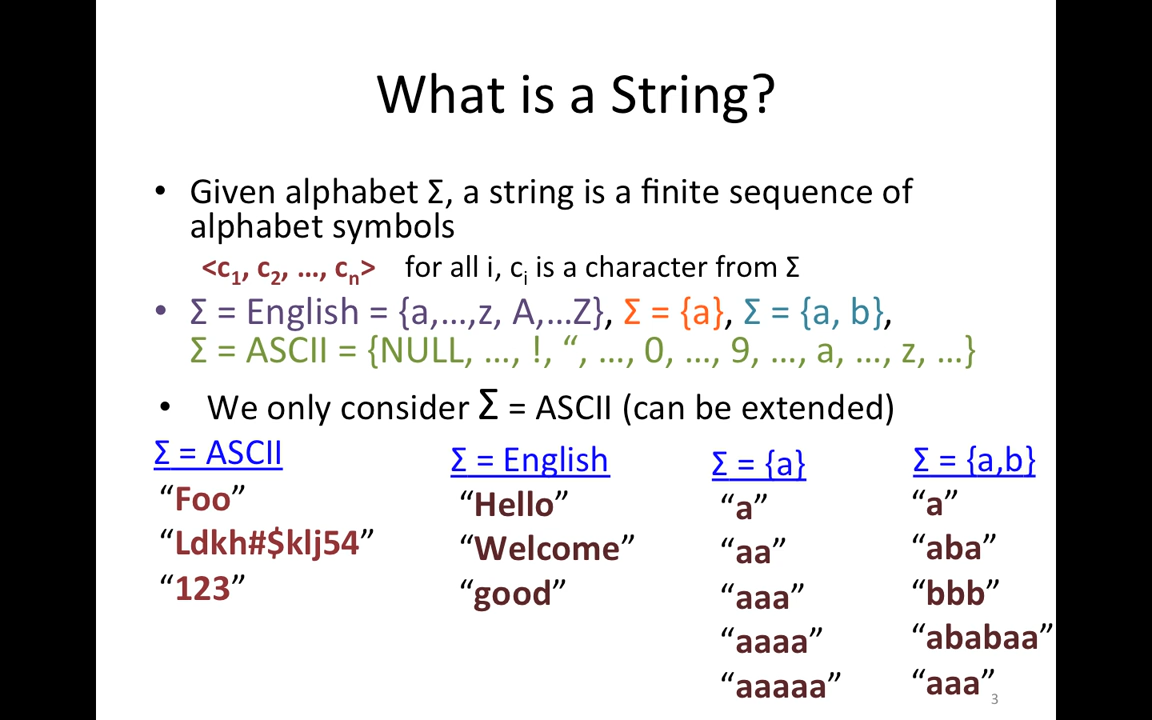 What is a String?
• Given alphabet Σ, a string is a finite sequence of
alphabet symbols
<c1, c2, …, cn> for all i, ci is a character from Σ
• Σ = English = {a,…,z, A,…Z}, Σ = {a}, Σ = {a, b},
Σ = ASCII = {NULL, …, !, “, …, 0, …, 9, …, a, …, z, …}
• We only consider Σ = ASCII (can be extended)
Σ = ASCII
“Foo”
“Ldkh#$klj54”
“123”
Σ = English
“Hello”
“Welcome”
“good”
Σ = {a}
“a”
“aa”
“aaa”
“aaaa”
“aaaaa”
Σ = {a,b}
“a”
“aba”
“bbb”
“ababaa”
“aaa”
3